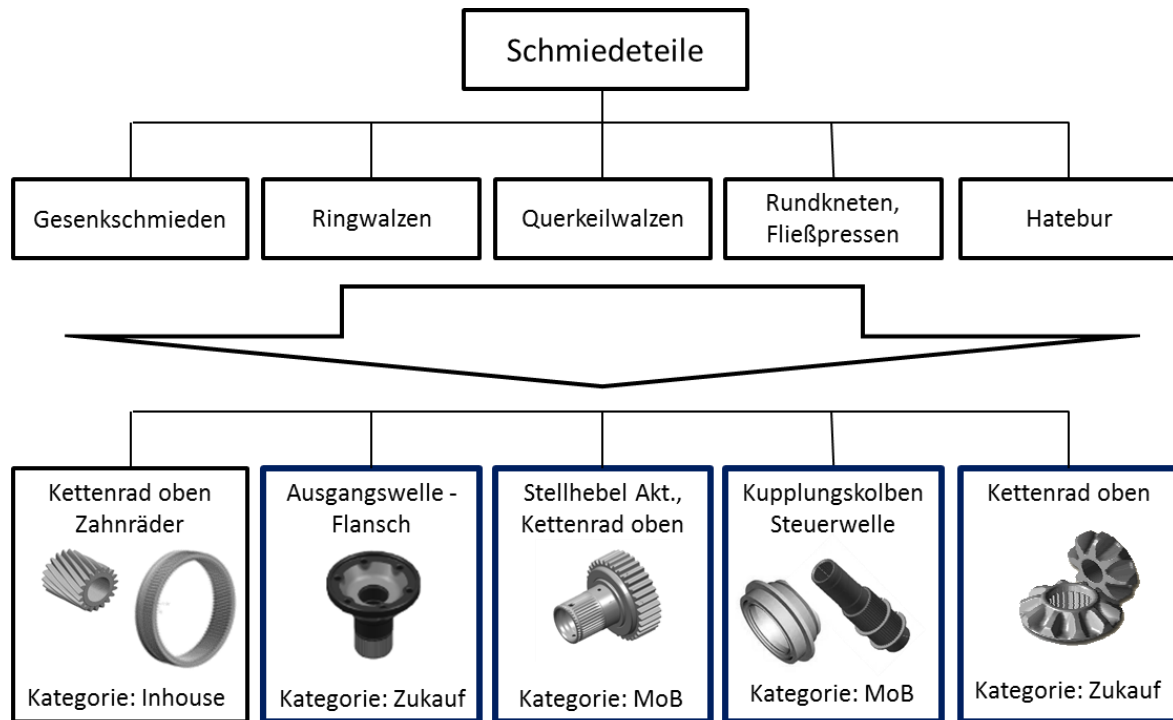 Schmiedeteile
Gesenkschmieden
Ringwalzen
Querkeilwalzen
Rundkneten,
Fließpressen
Hatebur
Kettenrad oben
Zahnräder
Kategorie: Inhouse
Ausgangswelle -
Flansch
Kategorie: Zukauf
Stellhebel Akt.,
Kettenrad oben
Kategorie: MoB
Kupplungskolben
Steuerwelle
Kategorie: MoB
Kettenrad oben
Kategorie: Zukauf